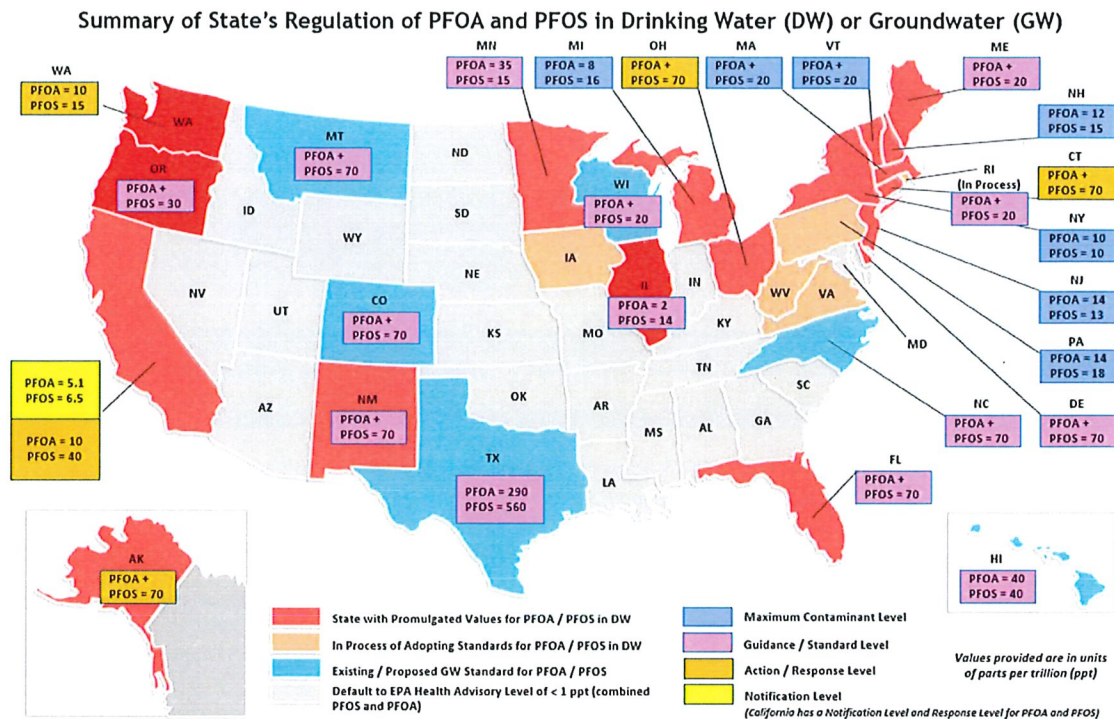 Summary of State's Regulation of PFOA and PFOS in Drinking Water (DW) or Groundwater (GW)
WA
PFOA = 10
PFOS = 15
MN
PFOA = 35
PFOS = 15
MI
PFOA = 8
PFOS = 16
OH
PFOA +
PFOS = 70
MA
PFOA +
PFOS = 20
VT
PFOA +
PFOS = 20
ME
PFOA +
PFOS = 20
NH
PFOA = 12
PFOS = 15
CT
PFOA +
PFOS = 70
RI
(In Process)
PFOA +
PFOS = 20
NY
PFOA = 10
PFOS = 10
NJ
PFOA = 14
PFOS = 13
PA
PFOA = 14
PFOS = 18
DE
PFOA +
PFOS = 70
NC
PFOA +
PFOS = 70
MD
WA
OR
PFOA +
PFOS = 30
MT
PFOA +
PFOS = 70
ID
ND
SD
WY
NE
WI
PFOA +
PFOS = 20
IA
IL
PFOA = 2
PFOS = 14
IN
WV
VA
KY
NV
UT
CO
PFOA +
PFOS = 70
KS
MO
TN
SC
PFOA = 5.1
PFOS = 6.5
PFOA = 10
PFOS = 40
AZ
NM
PFOA +
PFOS = 70
OK
AR
MS
AL
GA
TX
PFOA = 290
PFOS = 560
LA
FL
PFOA +
PFOS = 70
AK
PFOA +
PFOS = 70
HI
PFOA = 40
PFOS = 40
State with Promulgated Values for PFOA / PFOS in DW
In Process of Adopting Standards for PFOA / PFOS in DW
Existing / Proposed GW Standard for PFOA / PFOS
Default to EPA Health Advisory Level of < 1 ppt (combined
PFOS and PFOA)
Maximum Contaminant Level
Guidance / Standard Level
Action / Response Level
Notification Level
(California has a Notification Level and Response Level for PFOA and PFOS)
Values provided are in units
of parts per trillion (ppt)